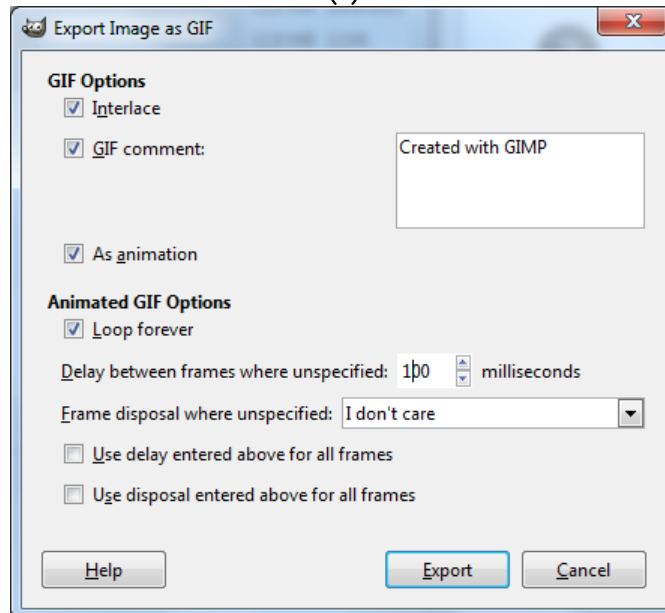 Export Image as GIF
GIF Options
Interlace
GIF comment:
Created with GIMP
As animation
Animated GIF Options
Loop forever
Delay between frames where unspecified: 100 milliseconds
Frame disposal where unspecified: I don't care
Use delay entered above for all frames
Use disposal entered above for all frames
Help Export Cancel